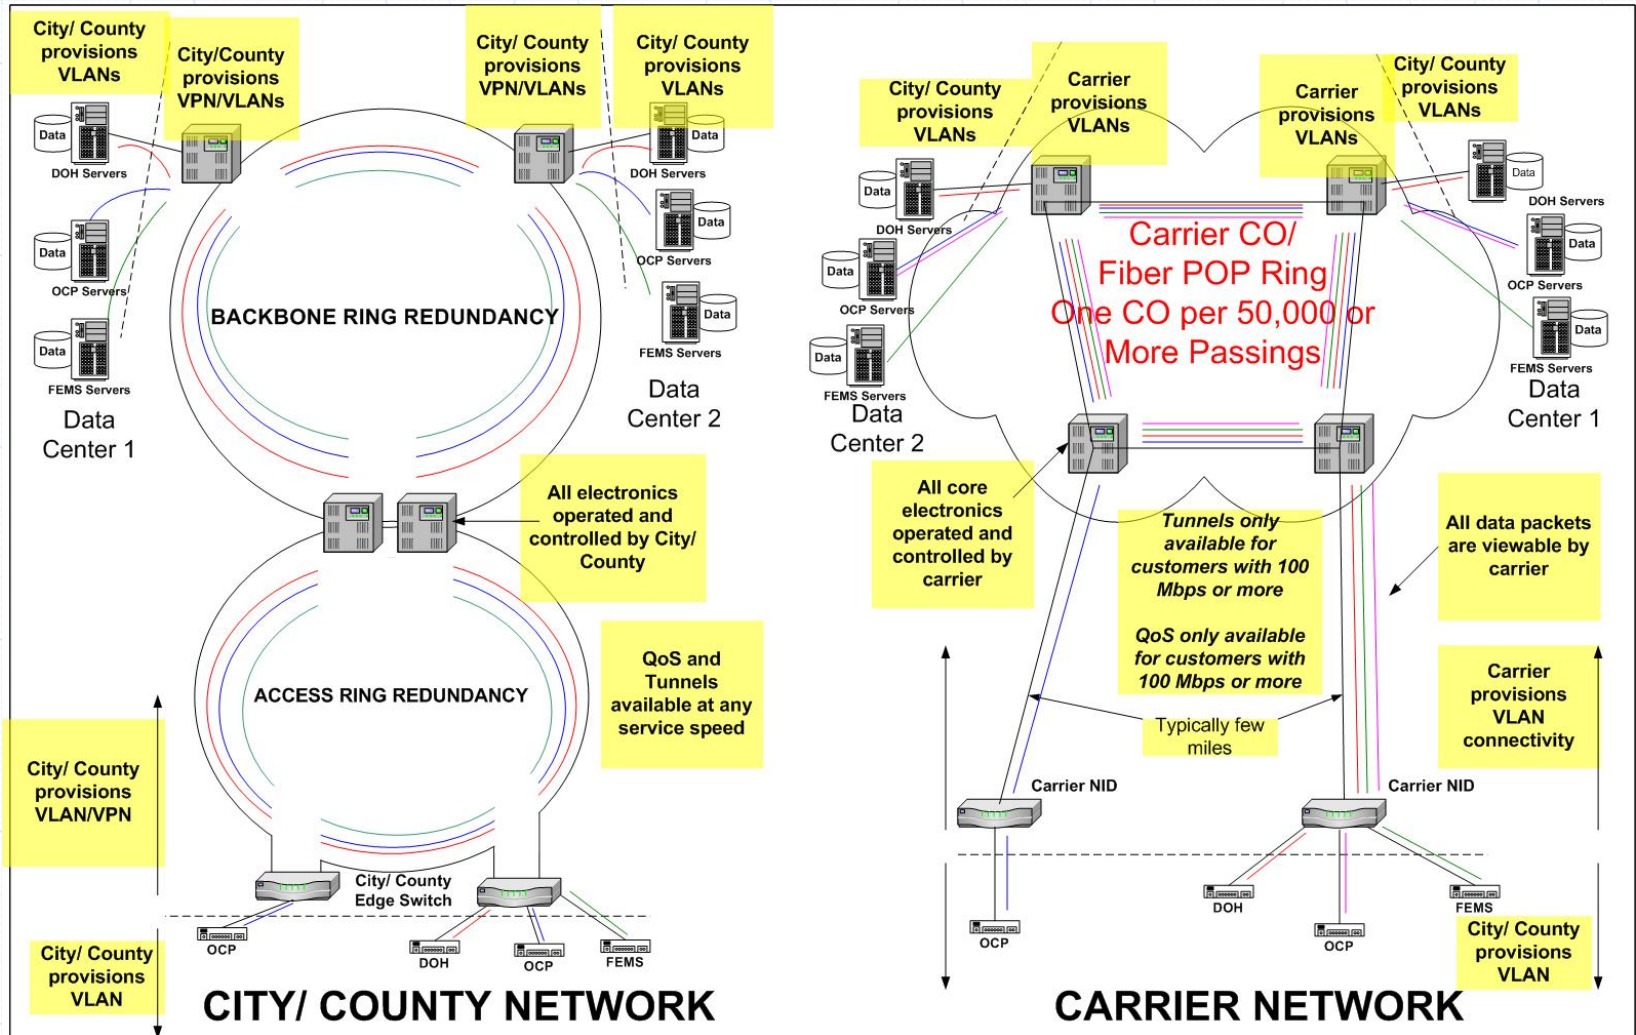 City/ County
provisions
VLANs
City/County
provisions
VPN/VLANs
City/ County
provisions
VPN/VLANs
City/ County
provisions
VLANs
Data
DOH Servers
Data
OCP Servers
Data
FEMS Servers
Data
Center 1
Data
DOH Servers
Data
OCP Servers
Data
FEMS Servers
Data
Center 2
BACKBONE RING REDUNDANCY
All electronics
operated and
controlled by City/
County
ACCESS RING REDUNDANCY
QoS and
Tunnels
available at any
service speed
City/ County
provisions
VLAN/VPN
City/ County
Edge Switch
OCP
DOH
OCP
FEMS
City/ County
provisions
VLAN
CITY/ COUNTY NETWORK
City/ County
provisions
VLANs
Carrier
provisions
VLANs
Carrier
provisions
VLANs
City/ County
provisions
VLANs
Data
DOH Servers
Data
OCP Servers
Data
FEMS Servers
Data
Center 2
Data
DOH Servers
Data
OCP Servers
Data
FEMS Servers
Data
Center 1
Carrier CO/
Fiber POP Ring
One CO per 50,000 or
More Passings
All core
electronics
operated and
controlled by
carrier
Tunnels only
available for
customers with 100
Mbps or more
QoS only available
for customers with
100 Mbps or more
All data packets
are viewable by
carrier
Typically few
miles
Carrier
provisions
VLAN
connectivity
Carrier NID
Carrier NID
OCP
DOH
OCP
FEMS
City/ County
provisions
VLAN
CARRIER NETWORK